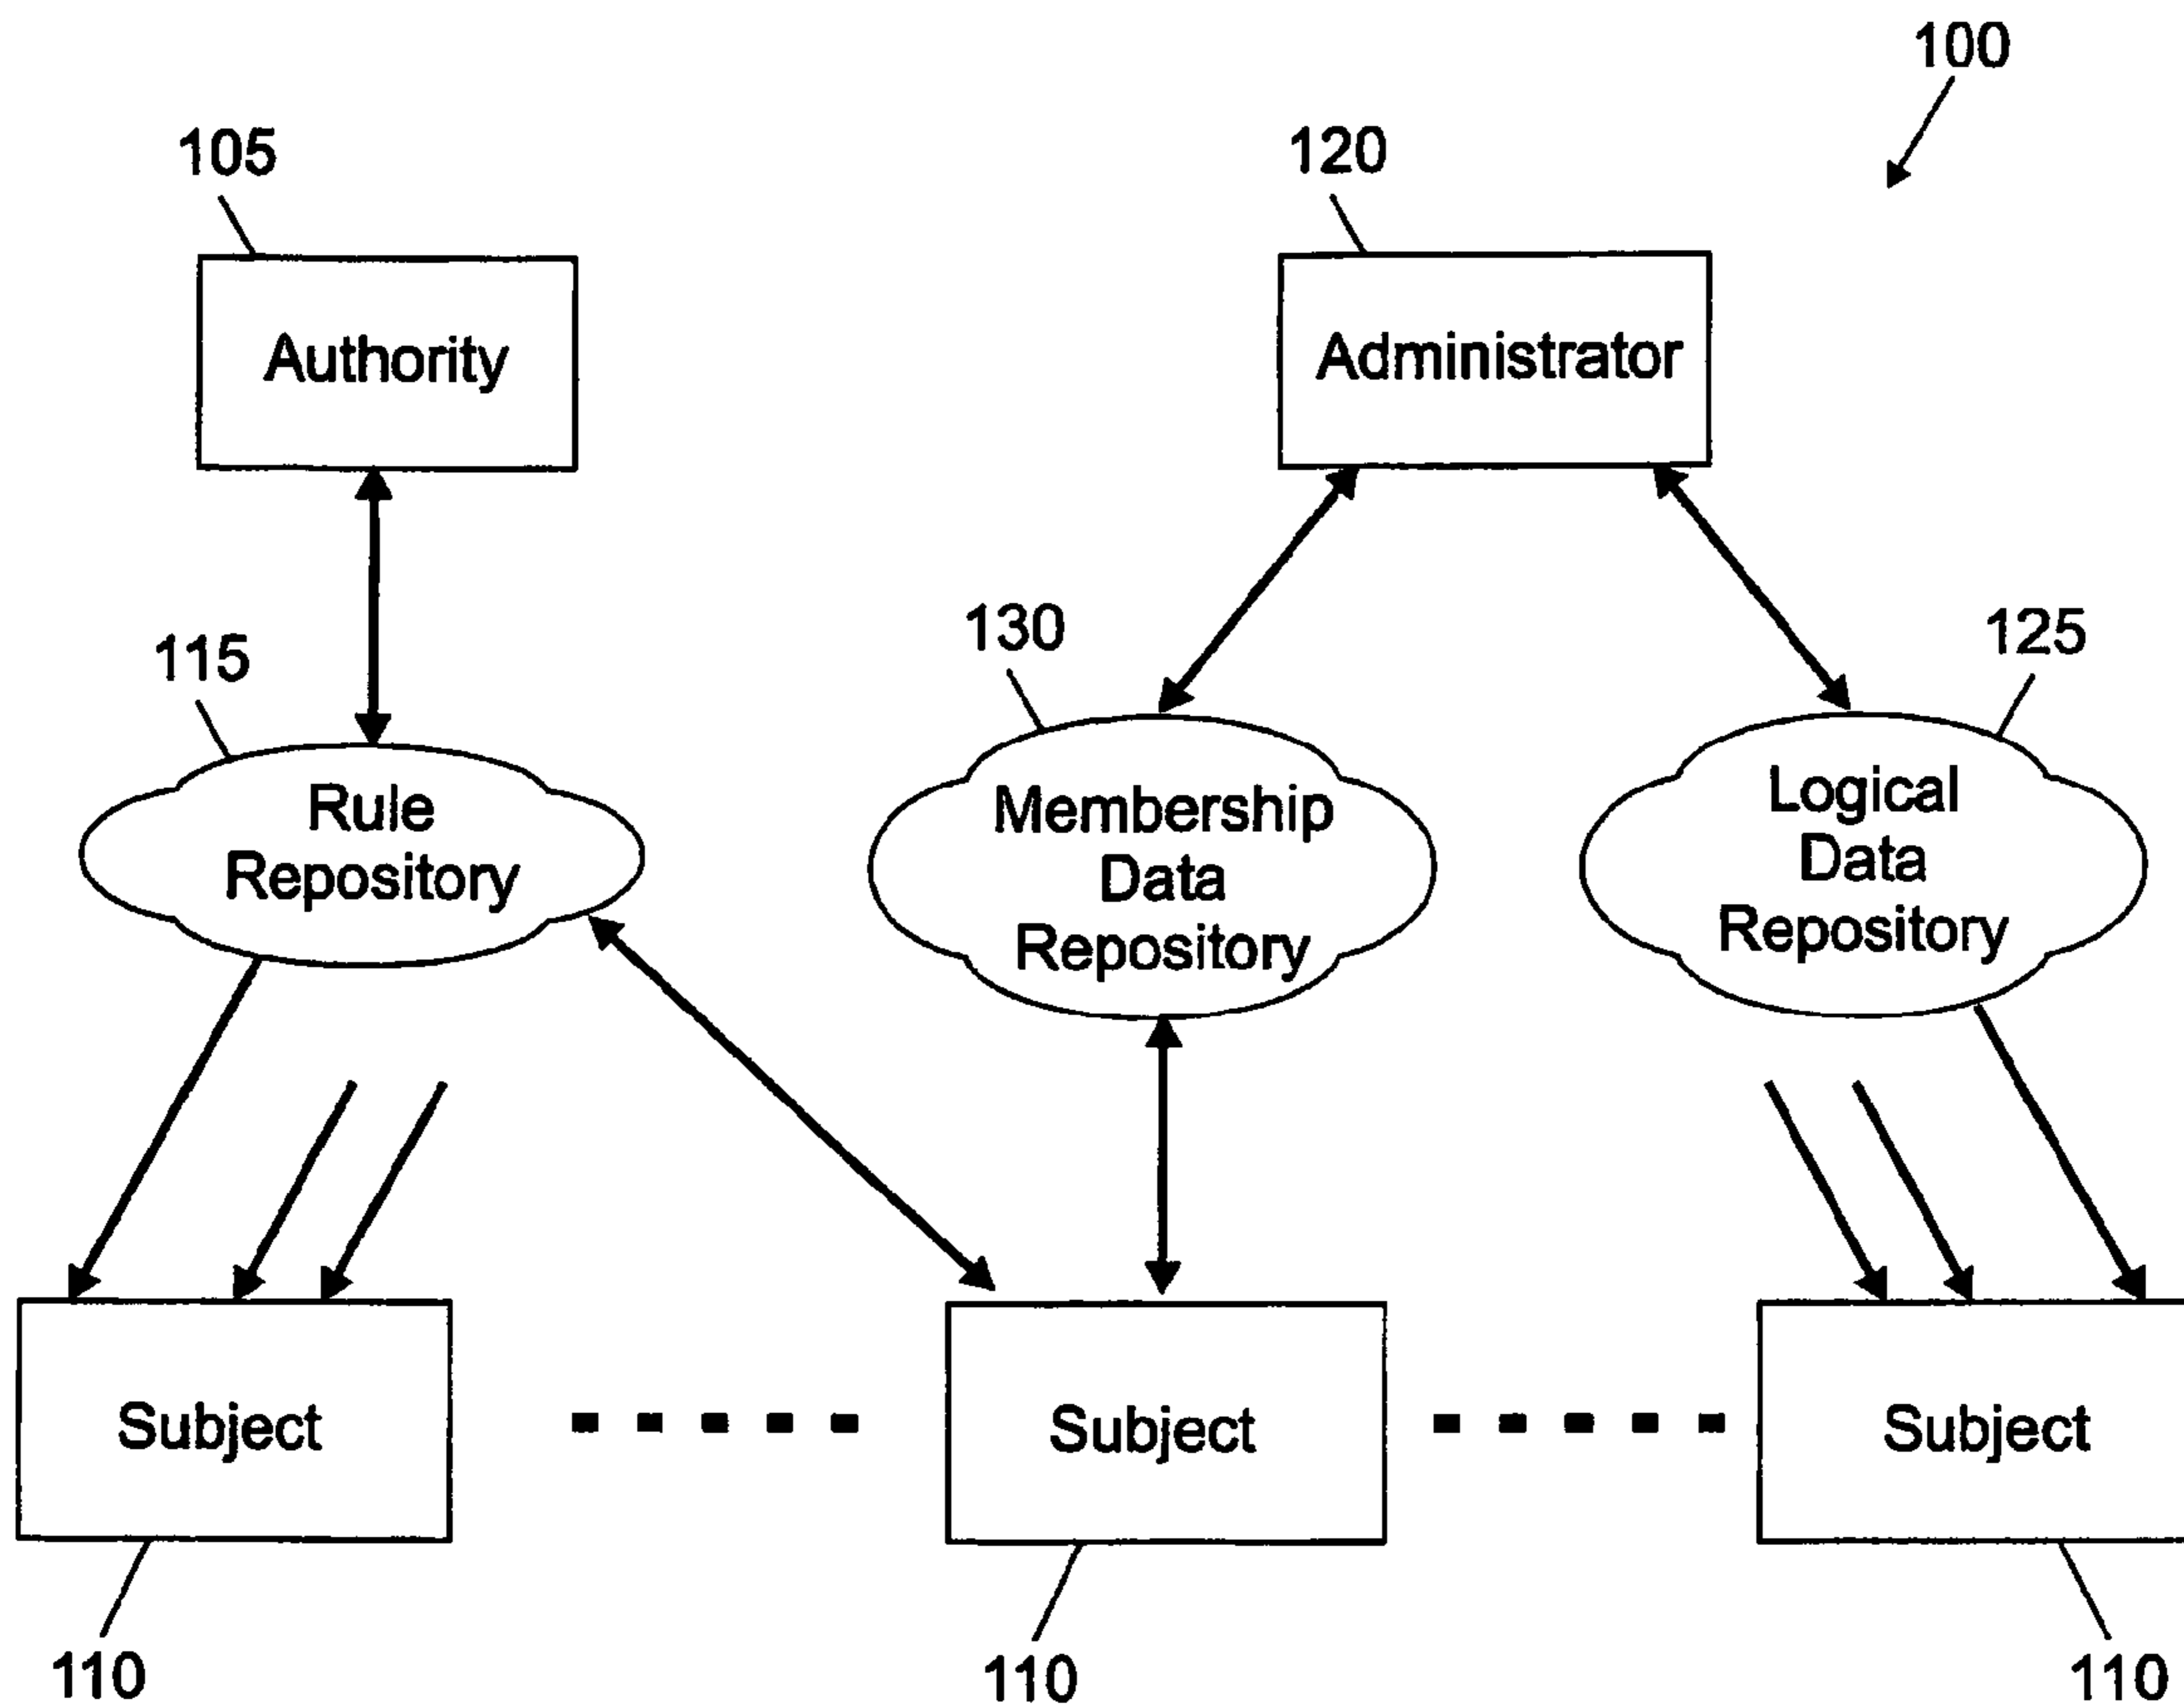 100
105
120
Authority
Administrator
115
130
125
Rule
Repository
Membership
Data
Repository
Logical
Data
Repository
Subject
Subject
Subject
110
110
110